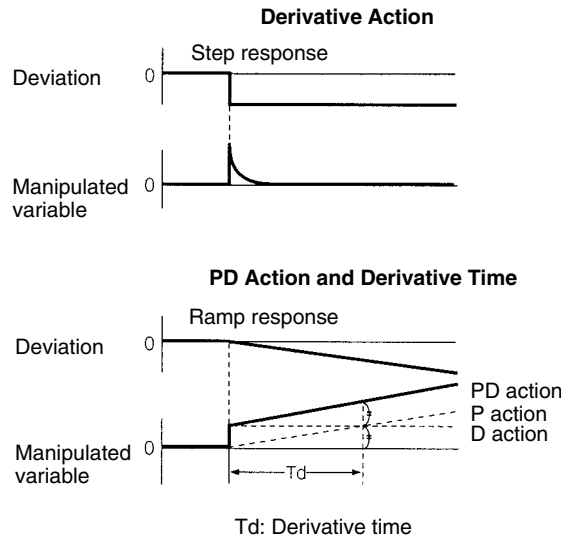 Derivative Action
Step response
Deviation
0
Manipulated
variable
0
PD Action and Derivative Time
Ramp response
Deviation
0
PD action
P action
D action
Manipulated
variable
0
Td
Td: Derivative time